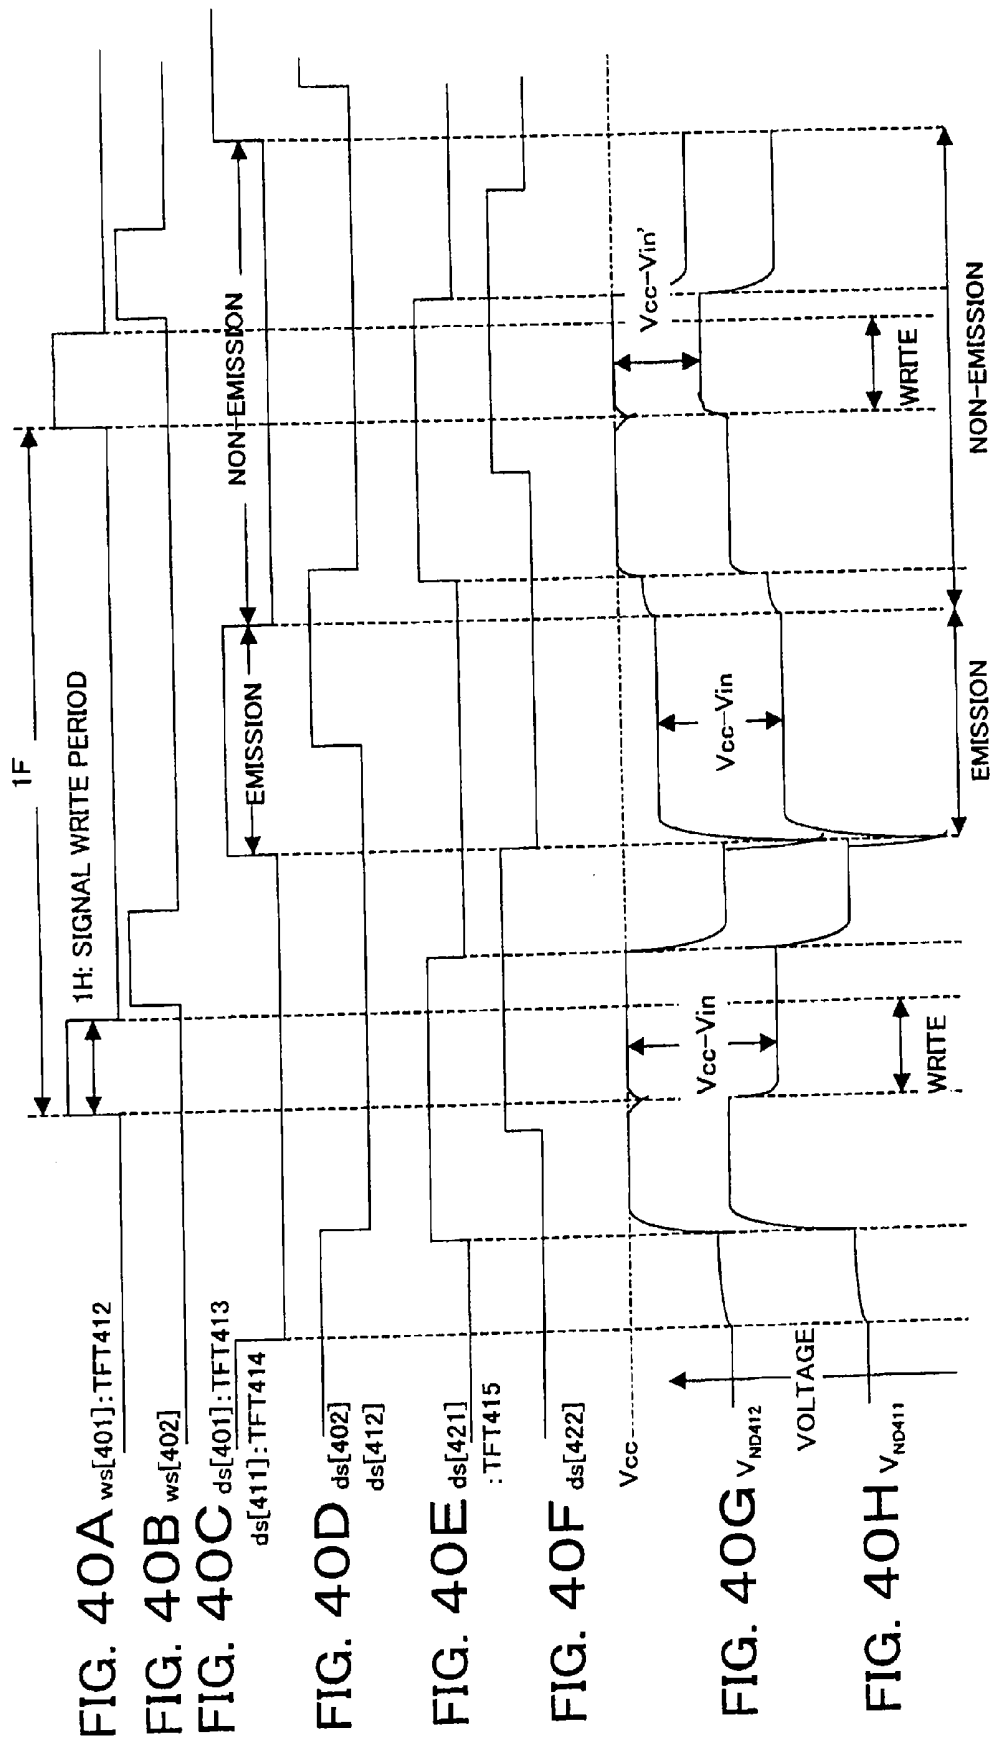 1F
1H: SIGNAL WRITE PERIOD
FIG. 40A ws[401]:TFT412
FIG. 40B ws[402]
FIG. 40C ds[401]:TFT413
ds[411]:TFT414
EMISSION
NON-EMISSION
FIG. 40D ds[402]
ds[412]
FIG. 40E ds[421]
:TFT415
FIG. 40F ds[422]
Vcc
Vcc-Vin
Vcc-Vin
Vcc-Vin'
FIG. 40G VND412
VOLTAGE
FIG. 40H VND411
WRITE
WRITE
EMISSION
NON-EMISSION